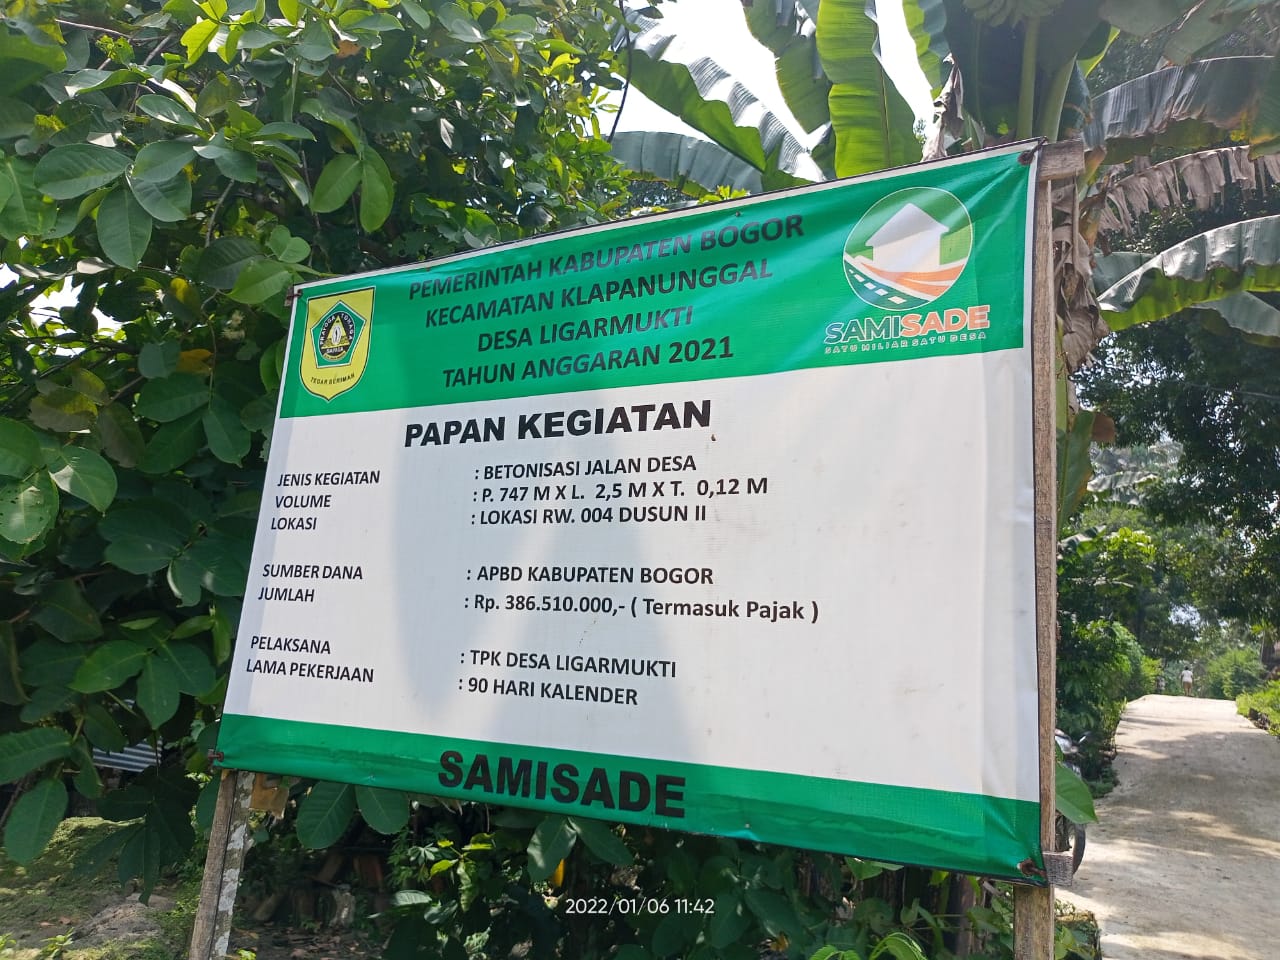 PEMERINTAH KABUPATEN BOGOR
KECAMATAN KLAPANUNGGAL
DESA LIGARMUKTI
TAHUN ANGGARAN 2021
PRAYOGA TOHAGA
SAYAGA
TEGAR BERIMAN
SAMISADE
SATU MILIAR SATU DESA
PAPAN KEGIATAN
JENIS KEGIATAN : BETONISASI JALAN DESA
VOLUME : P. 747 M X L. 2,5 M X T. 0,12 M
LOKASI : LOKASI RW. 004 DUSUN II
SUMBER DANA : APBD KABUPATEN BOGOR
JUMLAH : Rp. 386.510.000,- ( Termasuk Pajak )
PELAKSANA : TPK DESA LIGARMUKTI
LAMA PEKERJAAN : 90 HARI KALENDER
SAMISADE
2022/01/06 11:42